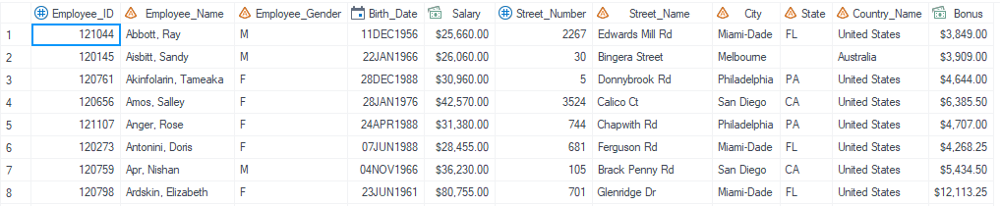 Employee_ID Employee_Name Employee_Gender Birth_Date Salary Street_Number Street_Name City State Country_Name Bonus
1 121044 Abbott, Ray M 11DEC1956 $25,660.00 2267 Edwards Mill Rd Miami-Dade FL United States $3,849.00
2 120145 Aisbitt, Sandy M 22JAN1966 $26,060.00 30 Bingera Street Melbourne Australia $3,909.00
3 120761 Akinfolarin, Tameaka F 28DEC1988 $30,960.00 5 Donnybrook Rd Philadelphia PA United States $4,644.00
4 120656 Amos, Salley F 28JAN1976 $42,570.00 3524 Calico Ct San Diego CA United States $6,385.50
5 121107 Anger, Rose F 24APR1988 $31,380.00 744 Chapwith Rd Philadelphia PA United States $4,707.00
6 120273 Antonini, Doris F 07JUN1988 $28,455.00 681 Ferguson Rd Miami-Dade FL United States $4,268.25
7 120759 Apr, Nishan M 04NOV1966 $36,230.00 105 Brack Penny Rd San Diego CA United States $5,434.50
8 120798 Ardskin, Elizabeth F 23JUN1961 $80,755.00 701 Glenridge Dr Miami-Dade FL United States $12,113.25